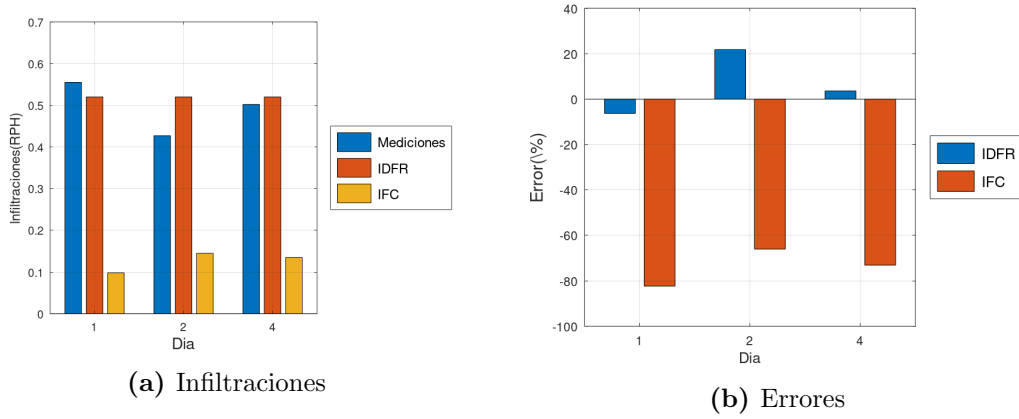 0.7
0.6
0.5
0.4
0.3
0.2
0.1
0
Infiltraciones(RPH)
1
2
4
Dia
Mediciones
IDFR
IFC
(a) Infiltraciones
40
20
0
-20
-40
-60
-80
-100
Error(\%)
1
2
4
Dia
IDFR
IFC
(b) Errores